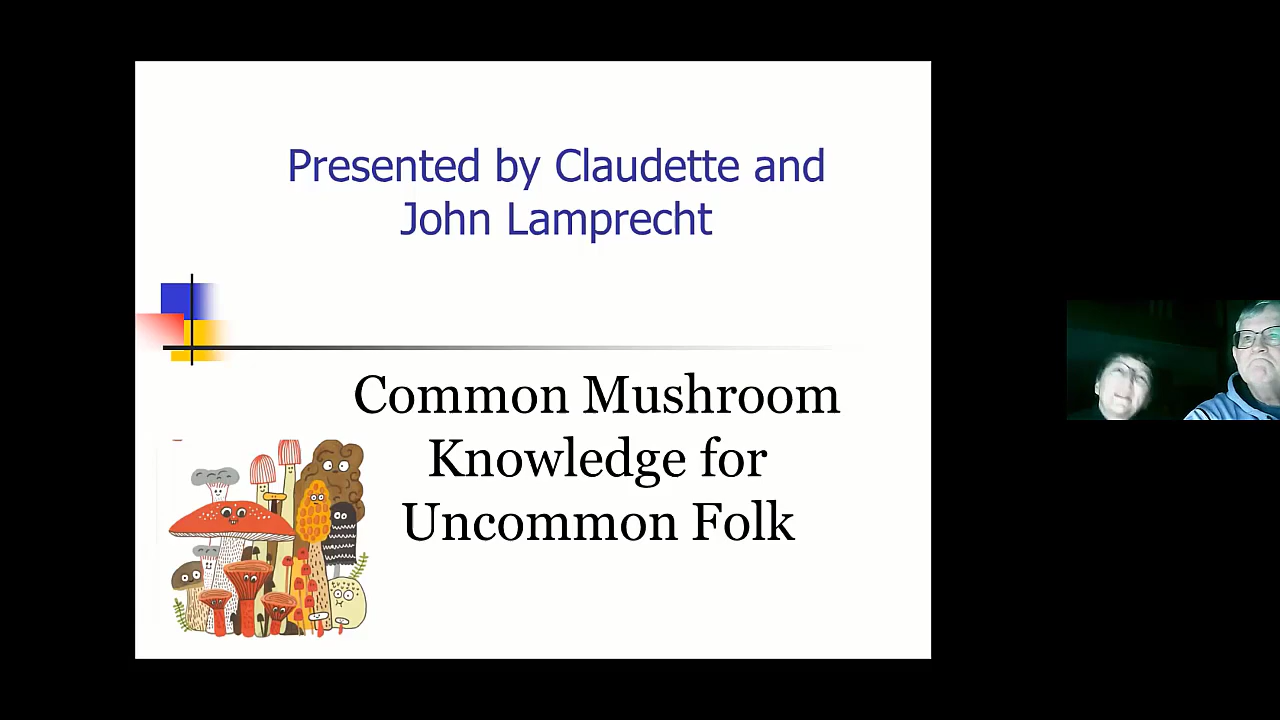 Presented by Claudette and
John Lamprecht
Common Mushroom
Knowledge for
Uncommon Folk